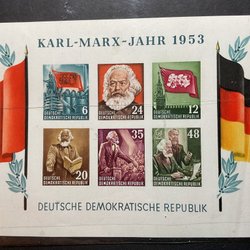 KARL-MARX-JAHR 1953
6
DEUTSCHE
DEMOKRATISCHE REPUBLIK
24
DEUTSCHE
DEMOKRATISCHE REPUBLIK
12
DEUTSCHE
DEMOKRATISCHE REPUBLIK
20
DEUTSCHE
DEMOKRATISCHE REPUBLIK
35
DEUTSCHE
DEMOKRATISCHE REPUBLIK
48
DEUTSCHE
DEMOKRATISCHE REPUBLIK
DEUTSCHE DEMOKRATISCHE REPUBLIK